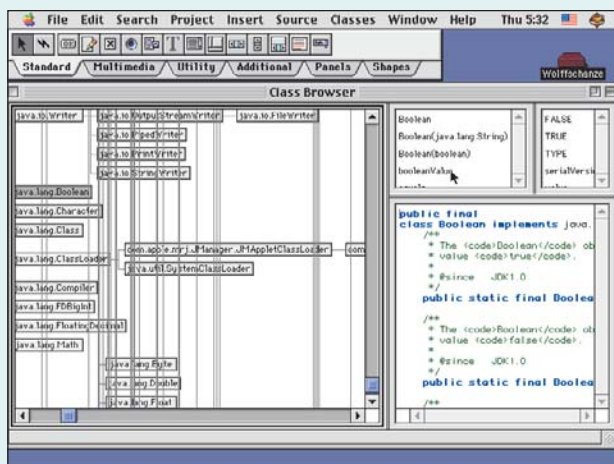 File Edit Search Project Insert Source Classes Window Help Thu 5:32
Standard Multimedia Utility Additional Panels Shapes
Wolffschanze
Class Browser
java.io.Writer java.io.OutputStreamWriter java.io.FileWriter
java.io.PipedWriter
java.io.PrintWriter
java.io.StringWriter
java.lang.Boolean
java.lang.Character
java.lang.Class
com.apple.mrj.JManager.JMAppletClassLoader com
java.lang.ClassLoader
java.util.SystemClassLoader
java.lang.Compiler
java.lang.FDBigInt
java.lang.FloatingDecimal
java.lang.Math
java.lang.Byte
java.lang.Double
java.lang.Float
Boolean
Boolean(java.lang.String)
Boolean(boolean)
booleanValue
FALSE
TRUE
TYPE
serialVersi
public final
class Boolean implements java.
/**
* The <code>Boolean</code> ob
* value <code>true</code>.
*
* @since JDK1.0
*/
public static final Boolea
/**
* The <code>Boolean</code> ob
* value <code>false</code>.
*
* @since JDK1.0
*/
public static final Boolea
/**